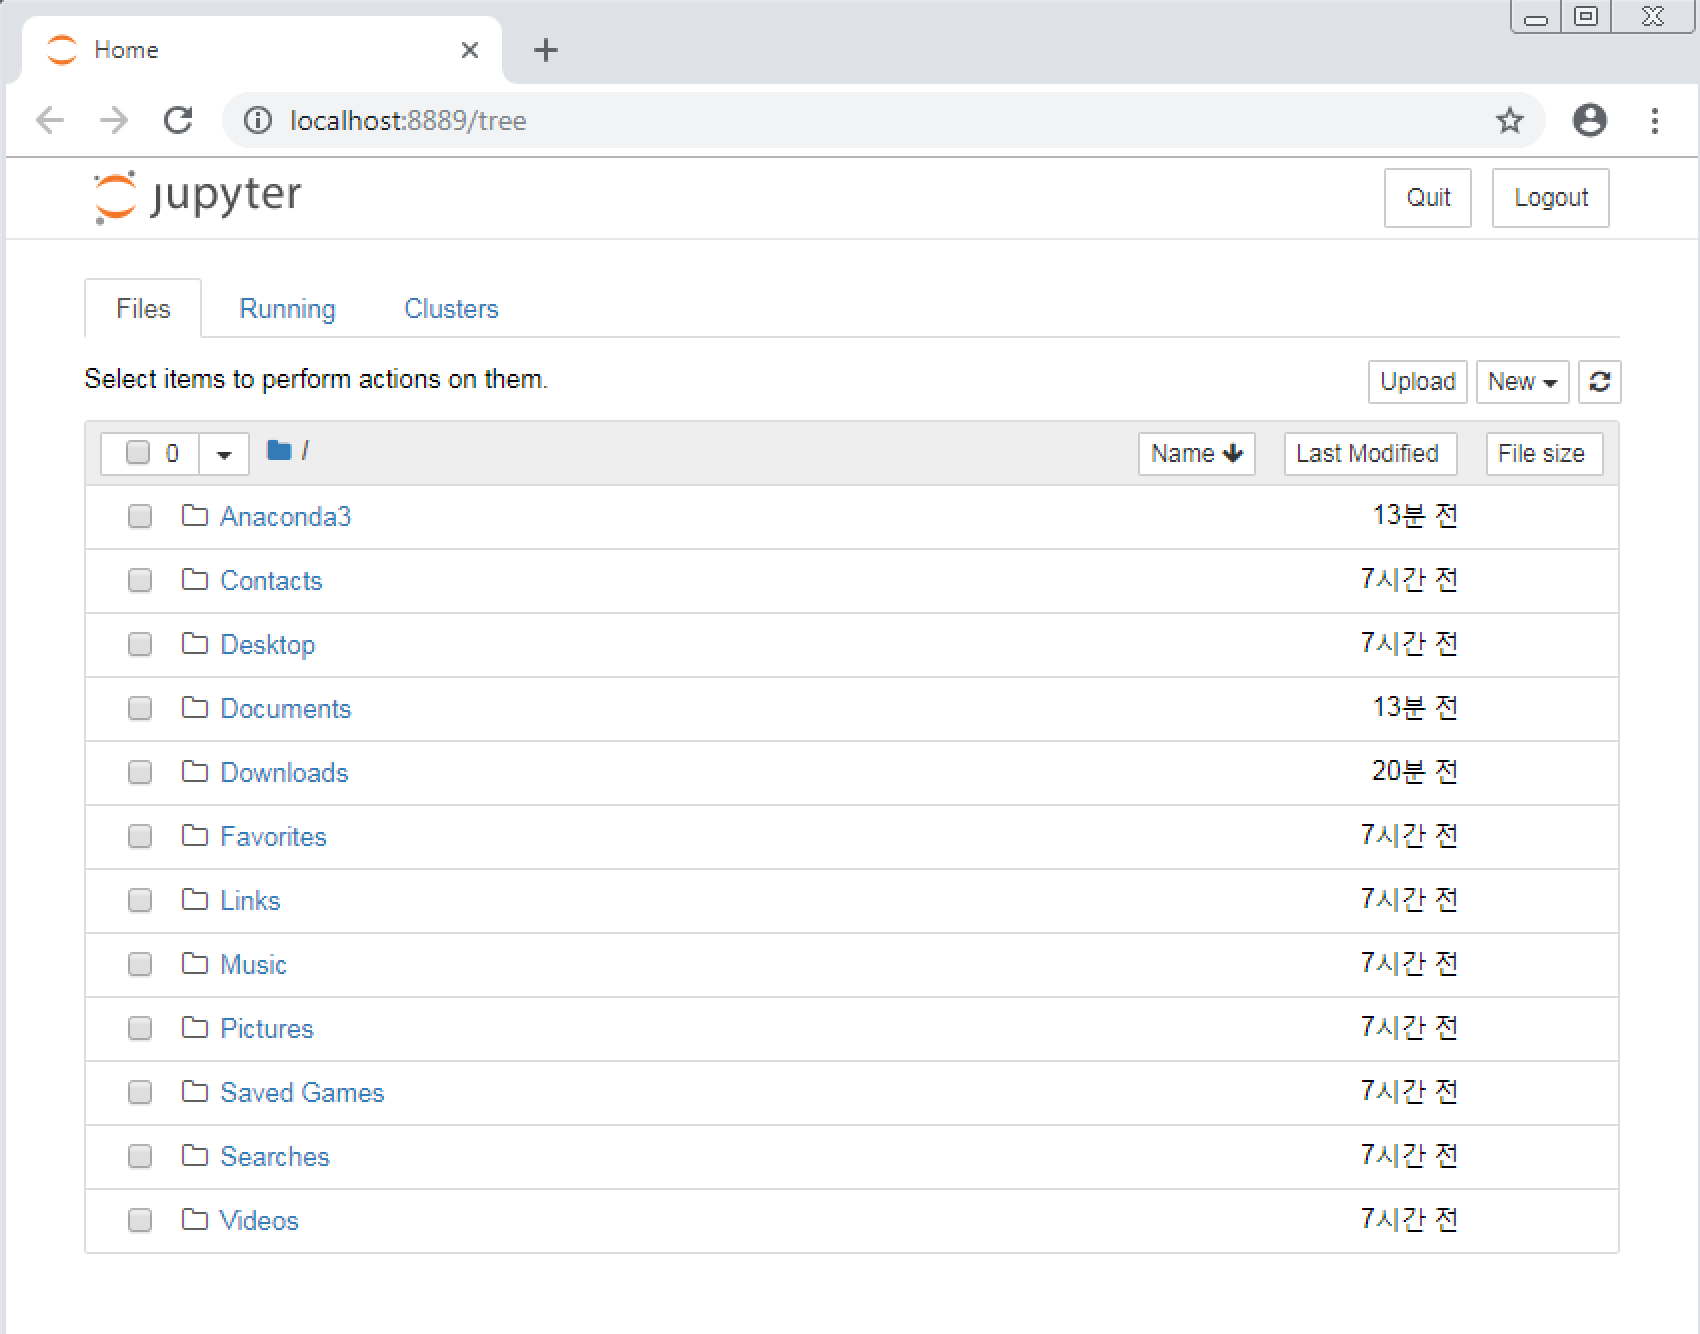 Home
localhost:8889/tree
jupyter Quit Logout
Files Running Clusters
Select items to perform actions on them. Upload New
0 / Name Last Modified File size
Anaconda3 13분 전
Contacts 7시간 전
Desktop 7시간 전
Documents 13분 전
Downloads 20분 전
Favorites 7시간 전
Links 7시간 전
Music 7시간 전
Pictures 7시간 전
Saved Games 7시간 전
Searches 7시간 전
Videos 7시간 전